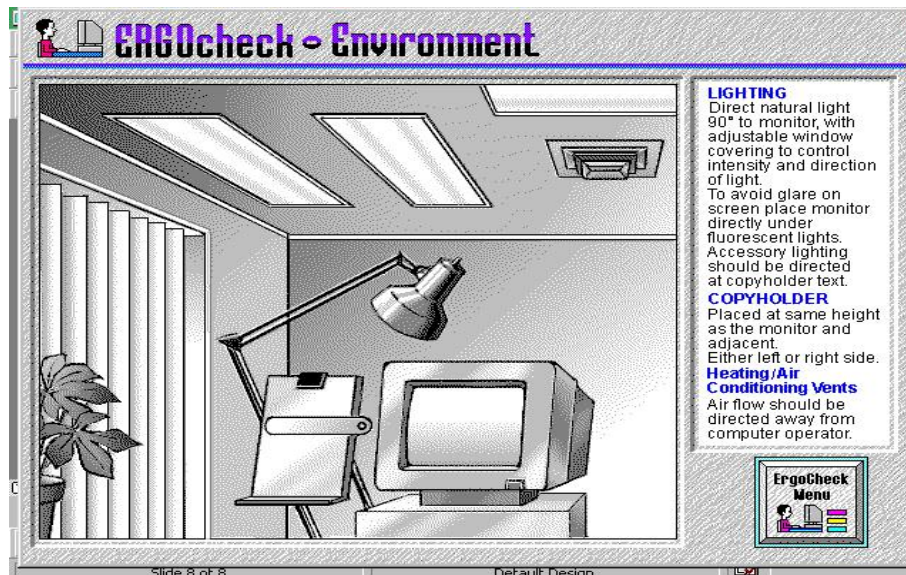 ERGOcheck - Environment
LIGHTING
Direct natural light
90° to monitor, with
adjustable window
covering to control
intensity and direction
of light.
To avoid glare on
screen place monitor
directly under
fluorescent lights.
Accessory lighting
should be directed
at copyholder text.
COPYHOLDER
Placed at same height
as the monitor and
adjacent.
Either left or right side.
Heating/Air
Conditioning Vents
Air flow should be
directed away from
computer operator.
ErgoCheck
Menu
Slide 8 of 8
Default Design